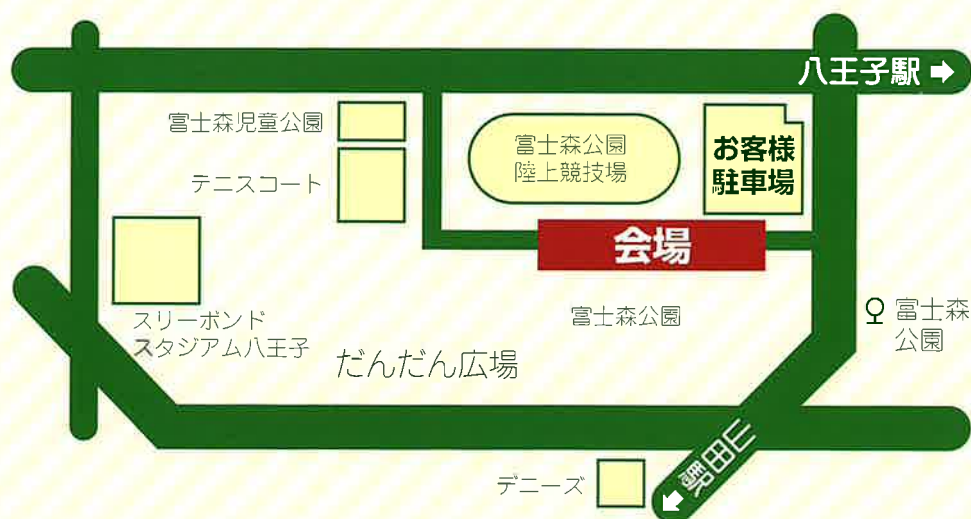 八王子駅 ➡
富士森児童公園
テニスコート
富士森公園
陸上競技場
お客様
駐車場
会場
スリーボンド
スタジアム八王子
富士森公園
富士森
公園
だんだん広場
山田駅
デニーズ